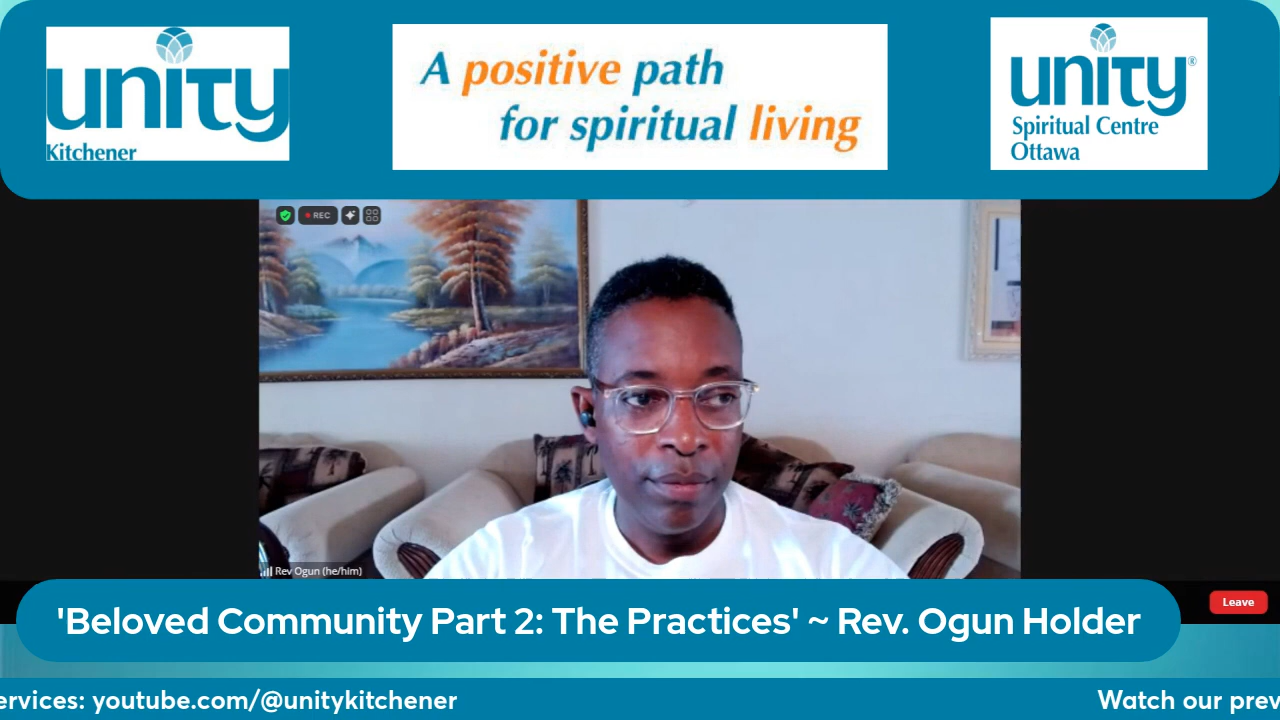 unity
Kitchener
A positive path
for spiritual living
unity®
Spiritual Centre
Ottawa
REC
Rev Ogun (he/him)
Leave
'Beloved Community Part 2: The Practices' ~ Rev. Ogun Holder
ervices: youtube.com/@unitykitchener
Watch our prev